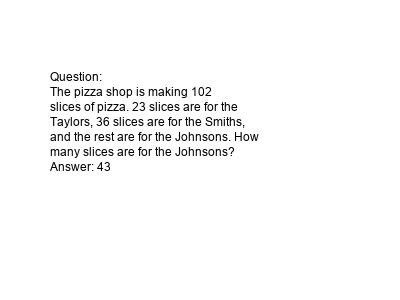 Question:
The pizza shop is making 102
slices of pizza. 23 slices are for the
Taylors, 36 slices are for the Smiths,
and the rest are for the Johnsons. How
many slices are for the Johnsons?
Answer: 43